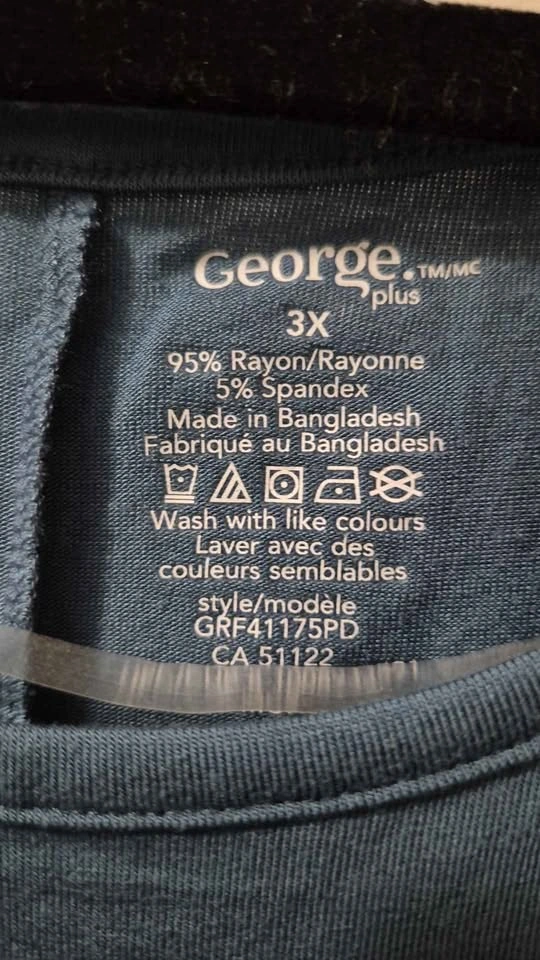 George.TM/MC
plus
3X
95% Rayon/Rayonne
5% Spandex
Made in Bangladesh
Fabriqué au Bangladesh
Wash with like colours
Laver avec des
couleurs semblables
style/modèle
GRF41175PD
CA 51122